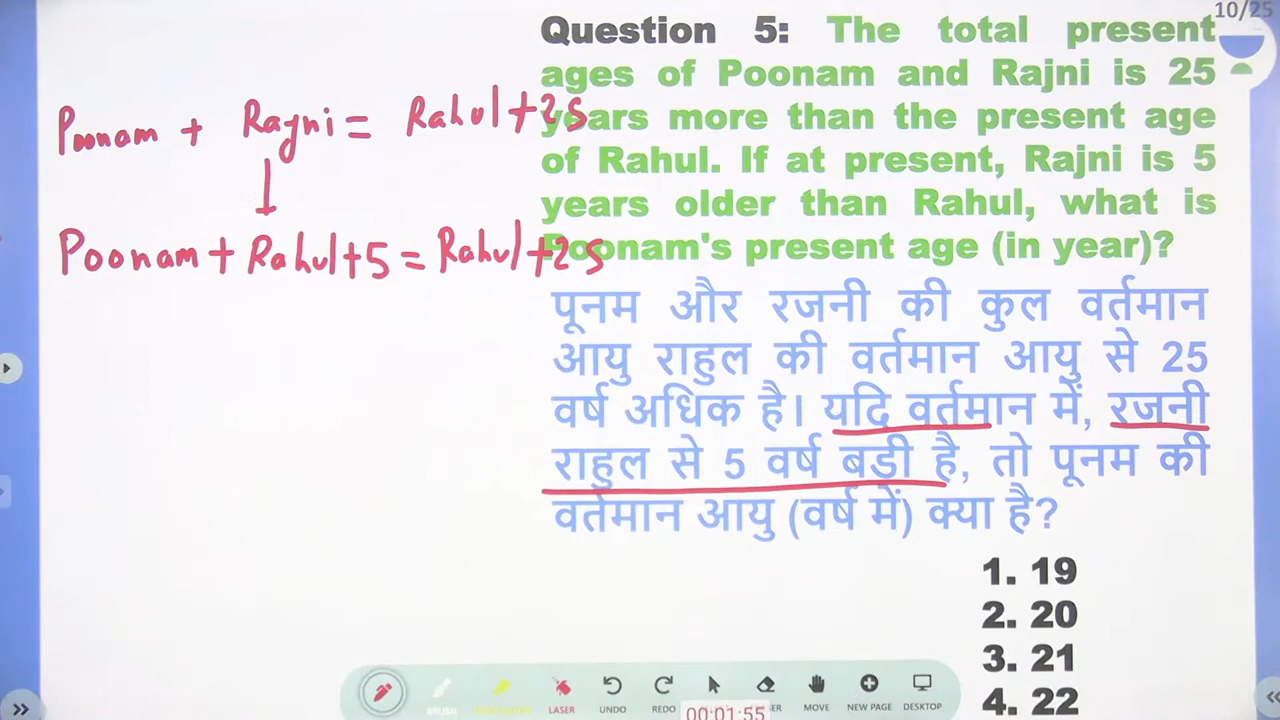 10/25
Question 5: The total present
ages of Poonam and Rajni is 25
years more than the present age
of Rahul. If at present, Rajni is 5
years older than Rahul, what is
Poonam's present age (in year)?
Poonam + Rajni = Rahul + 25
Poonam + Rahul + 5 = Rahul + 25
पूनम और रजनी की कुल वर्तमान
आयु राहुल की वर्तमान आयु से 25
वर्ष अधिक है। यदि वर्तमान में, रजनी
राहुल से 5 वर्ष बड़ी है, तो पूनम की
वर्तमान आयु (वर्ष में) क्या है?
1. 19
2. 20
3. 21
4. 22
LASER UNDO REDO MOVE NEW PAGE DESKTOP
00:01:55